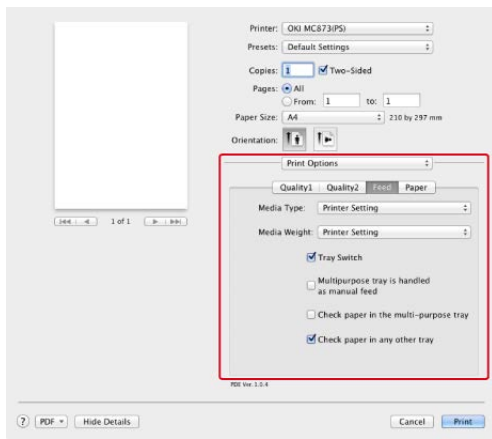 Printer: OKI MC873(PS)
Presets: Default Settings
Copies: 1 Two-Sided
Pages: All
From: 1 to: 1
Paper Size: A4 210 by 297 mm
Orientation:
Print Options
Quality1 Quality2 Feed Paper
Media Type: Printer Setting
Media Weight: Printer Setting
Tray Switch
Multipurpose tray is handled
as manual feed
Check paper in the multi-purpose tray
Check paper in any other tray
1 of 1
PDE Ver. 1.0.4
? PDF Hide Details Cancel Print